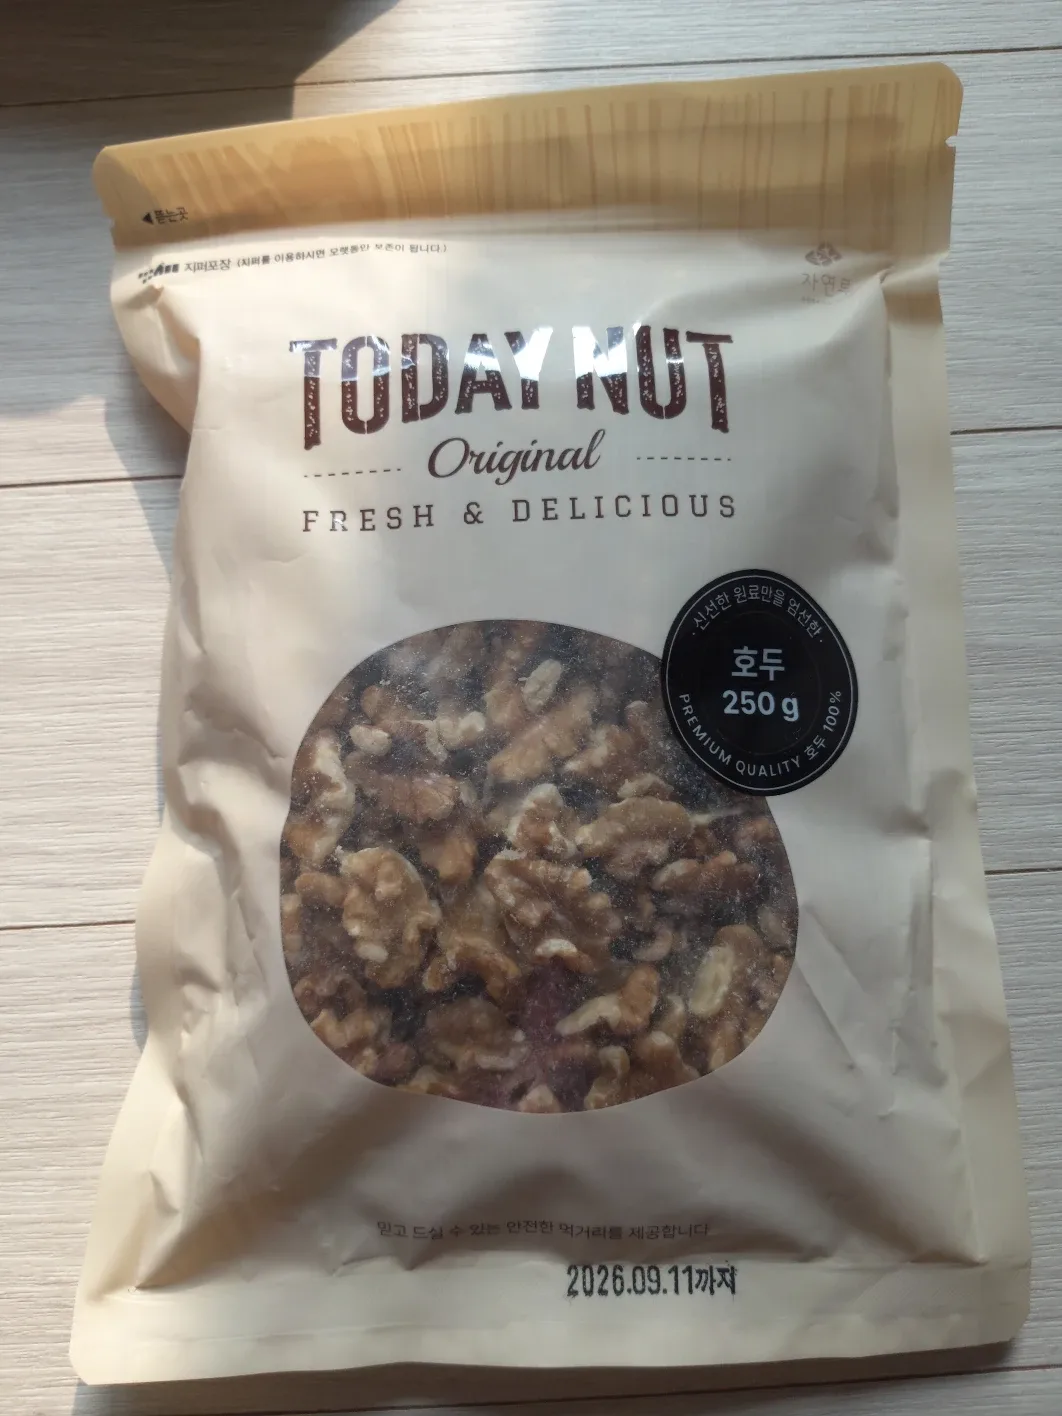 ◀뜯는곳
지퍼포장 (지퍼를 이용하시면 오랫동안 보존이 됩니다.)
TODAY NUT
Original
FRESH & DELICIOUS
· 신선한 원료만을 엄선한 ·
호두
250 g
PREMIUM QUALITY 호두 100%
믿고 드실 수 있는 안전한 먹거리를 제공합니다
2026.09.11까지